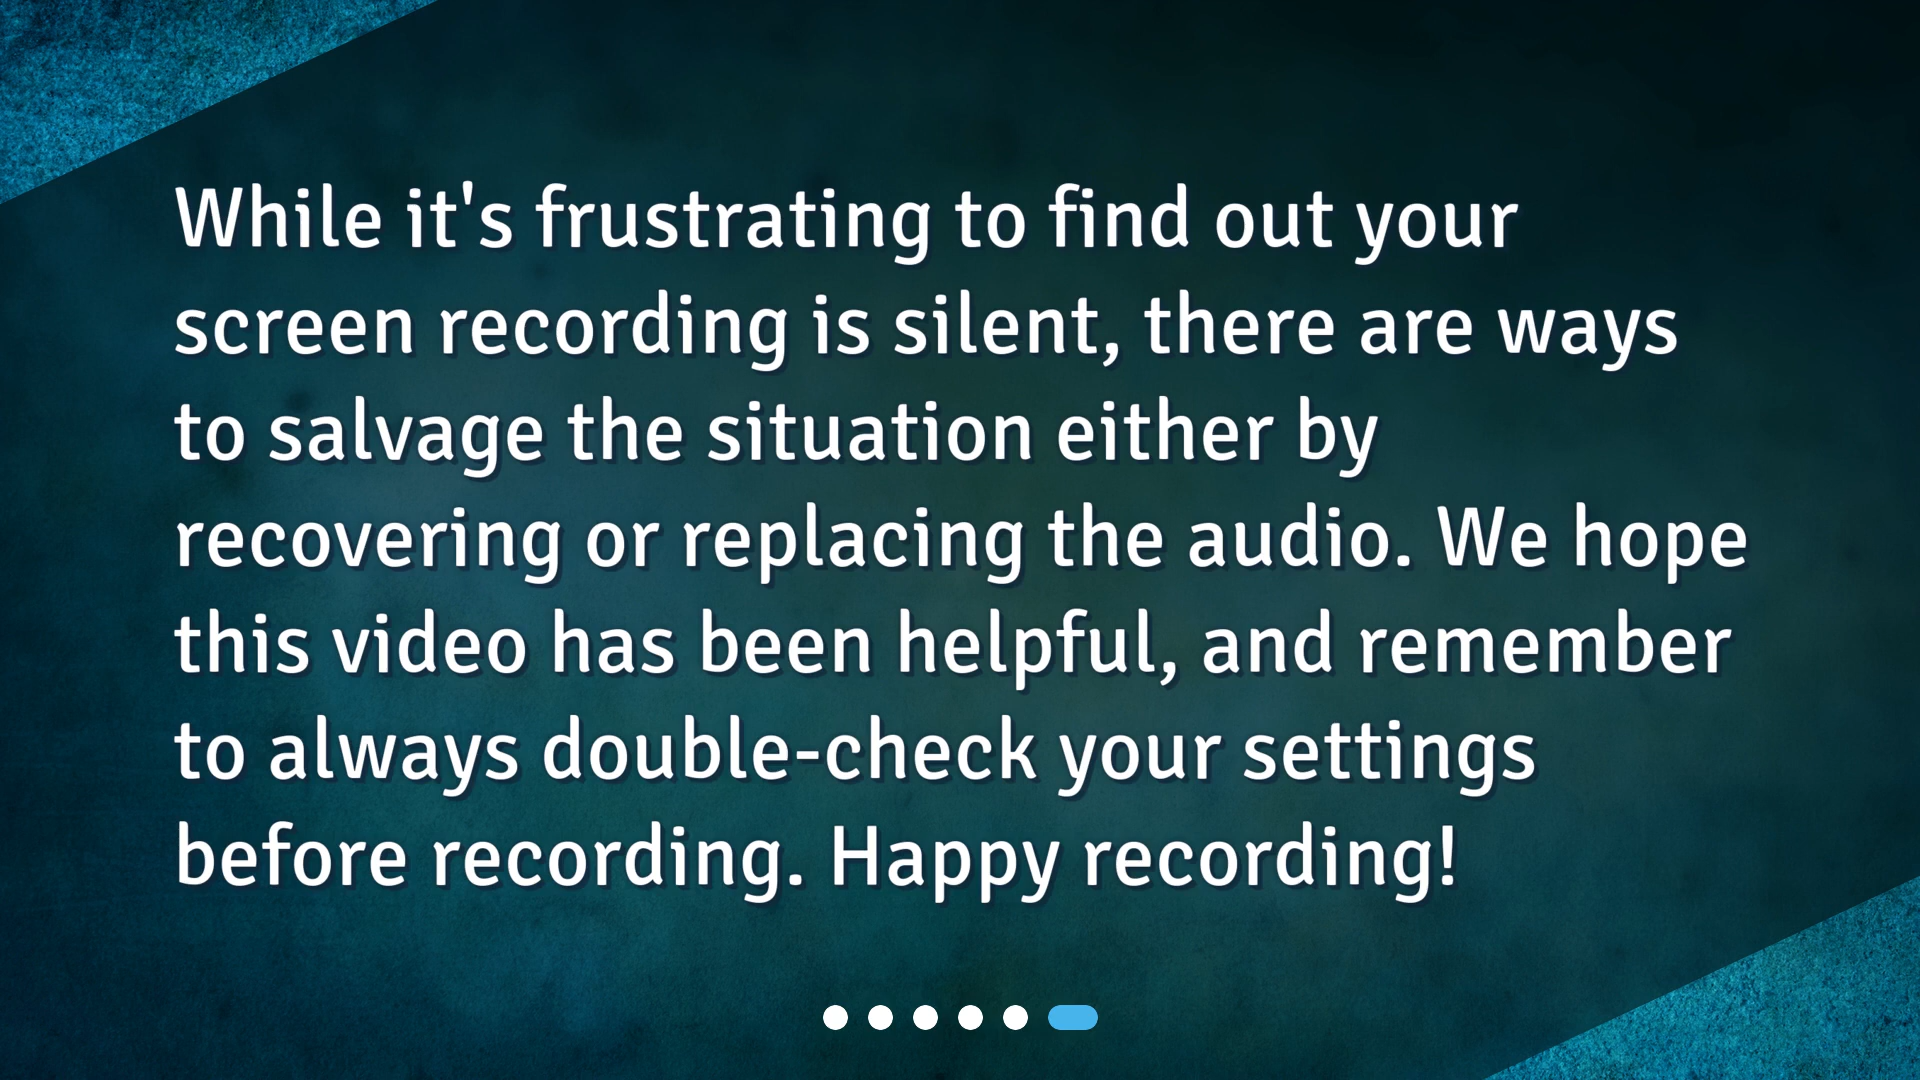 While it's frustrating to find out your
screen recording is silent, there are ways
to salvage the situation either by
recovering or replacing the audio. We hope
this video has been helpful, and remember
to always double-check your settings
before recording. Happy recording!